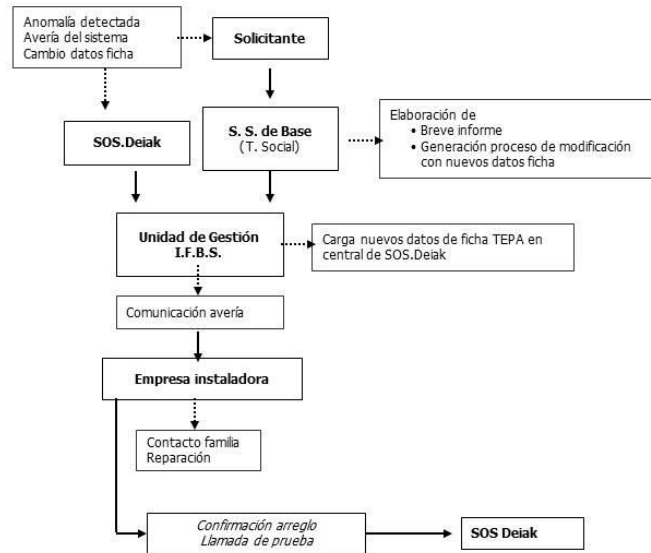 Anomalía detectada
Avería del sistema
Cambio datos ficha
Solicitante
SOS.Deiak
S. S. de Base
(T. Social)
Elaboración de
• Breve informe
• Generación proceso de modificación
con nuevos datos ficha
Unidad de Gestión
I.F.B.S.
Carga nuevos datos de ficha TEPA en
central de SOS.Deiak
Comunicación avería
Empresa instaladora
Contacto familia
Reparación
Confirmación arreglo
Llamada de prueba
SOS Deiak